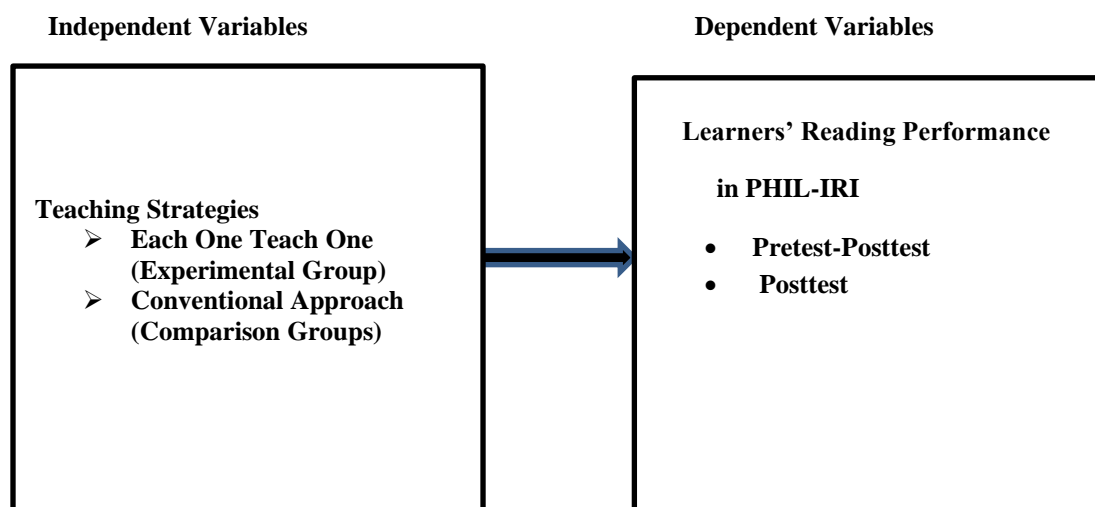 Independent Variables
Dependent Variables
Teaching Strategies
➢ Each One Teach One
(Experimental Group)
➢ Conventional Approach
(Comparison Groups)
Learners’ Reading Performance
in PHIL-IRI
• Pretest-Posttest
• Posttest